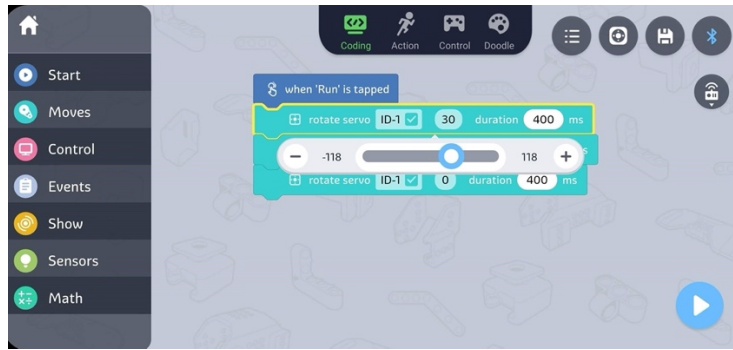 Coding Action Control Doodle
Start
Moves
Control
Events
Show
Sensors
Math
when 'Run' is tapped
rotate servo ID-1 30 duration 400 ms
− -118 118 +
s
rotate servo ID-1 0 duration 400 ms